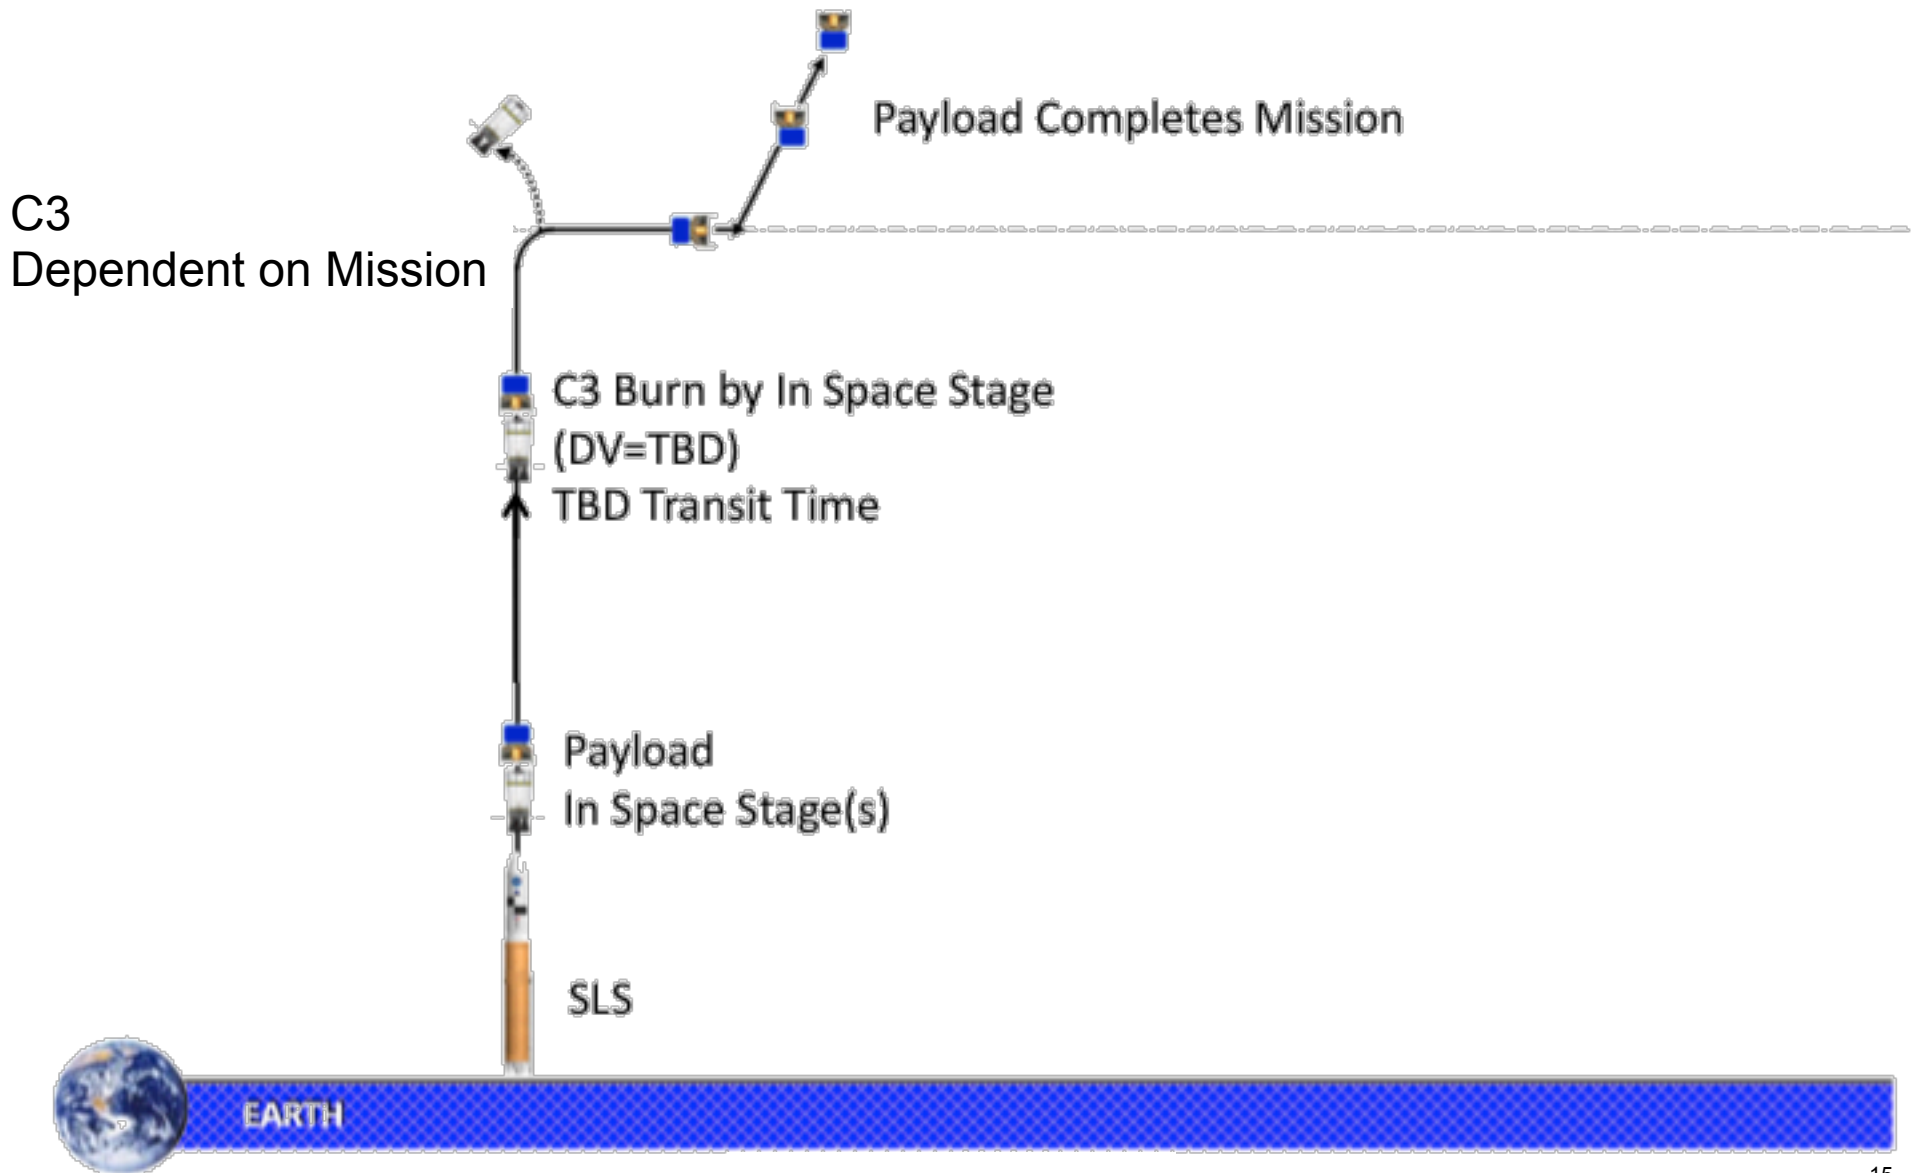 Payload Completes Mission
C3
Dependent on Mission
C3 Burn by In Space Stage
(DV=TBD)
TBD Transit Time
Payload
In Space Stage(s)
SLS
EARTH
15